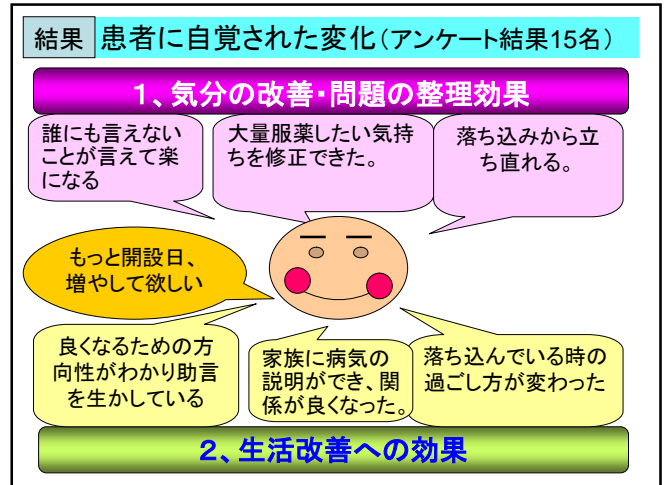 結果 患者に自覚された変化(アンケート結果15名)
1、気分の改善・問題の整理効果
誰にも言えない
ことが言えて楽
になる
大量服薬したい気持
ちを修正できた。
落ち込みから立
ち直れる。
もっと開設日、
増やして欲しい
良くなるための方
向性がわかり助言
を生かしている
家族に病気の
説明ができ、関
係が良くなった。
落ち込んでいる時の
過ごし方が変わった
2、生活改善への効果